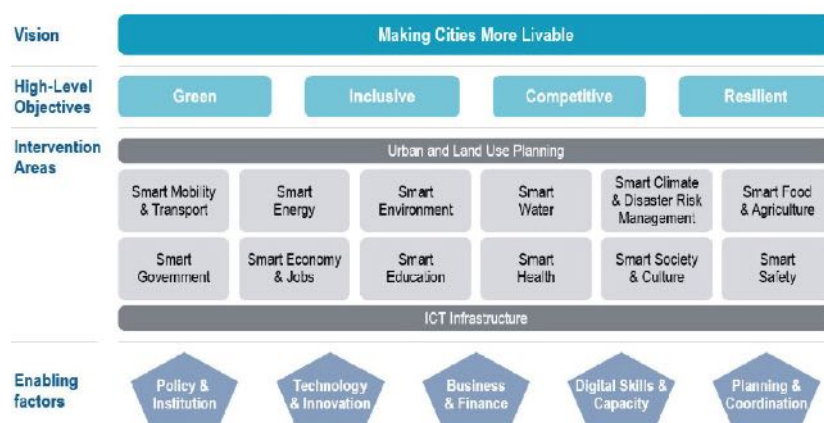 Vision
Making Cities More Livable
High-Level
Objectives
Green
Inclusive
Competitive
Resilient
Intervention
Areas
Urban and Land Use Planning
Smart Mobility
& Transport
Smart
Energy
Smart
Environment
Smart
Water
Smart Climate
& Disaster Risk
Management
Smart Food
& Agriculture
Smart
Government
Smart Economy
& Jobs
Smart
Education
Smart
Health
Smart Society
& Culture
Smart
Safety
ICT Infrastructure
Enabling
factors
Policy &
Institution
Technology
& Innovation
Business
& Finance
Digital Skills &
Capacity
Planning &
Coordination